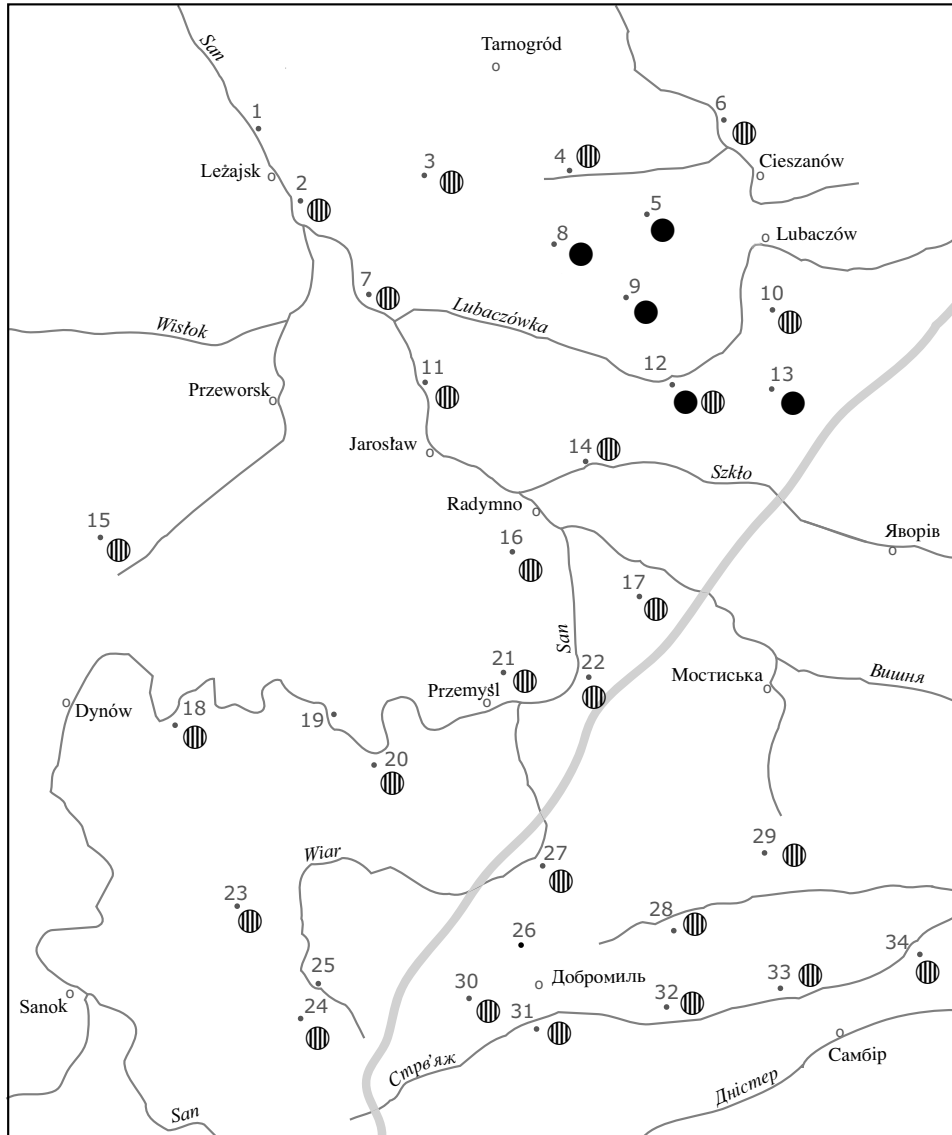 San
Tarnogród
1
6
Leżajsk
3
4
Cieszanów
2
5
8
Lubaczów
7
9
10
Lubaczówka
Wisłok
11
12
13
Przeworsk
Jarosław
14
Szkło
Radymno
15
16
Яворів
17
San
21
22
Przemyśl
Мостиська
Вишня
Dynów
18
19
20
Wiar
27
29
23
28
26
34
25
Добромиль
33
Sanok
24
30
32
31
Стрв’яж
Самбір
Дністер
San